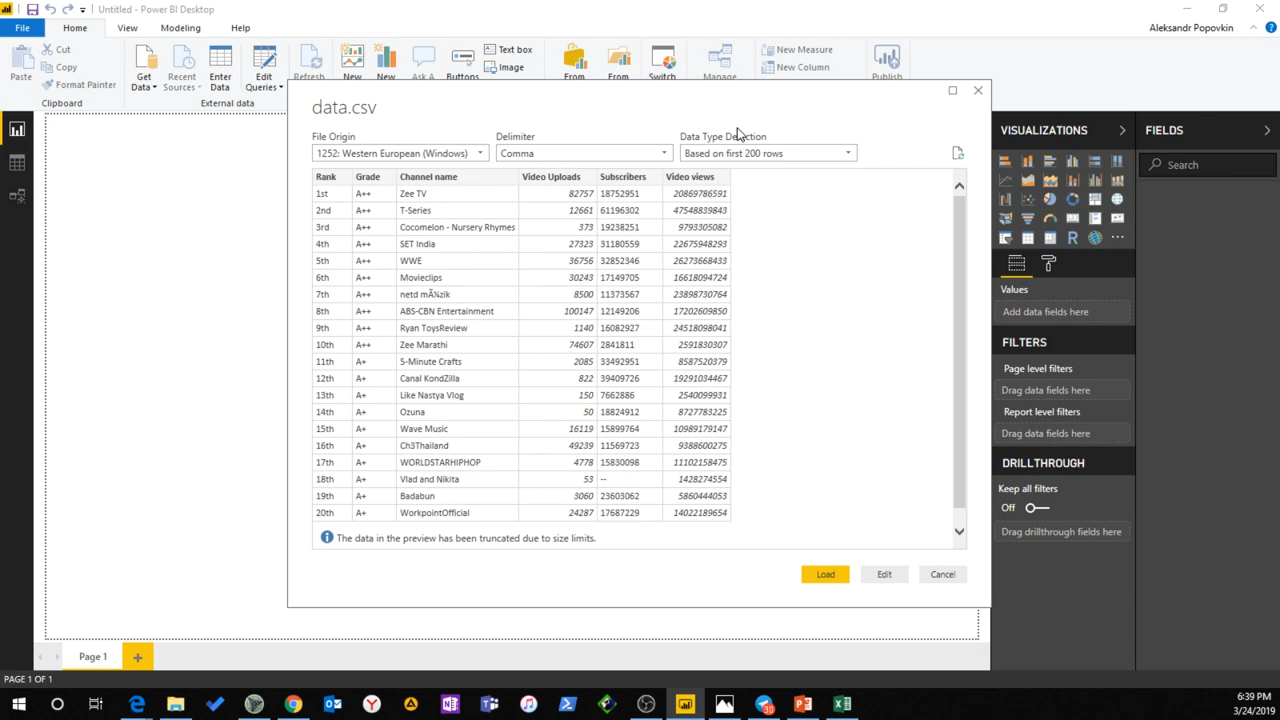 Untitled - Power BI Desktop
File Home View Modeling Help Aleksandr Popovkin
Paste Cut Copy Format Painter Get Data Recent Sources Enter Data Edit Queries Refresh New New Ask A Buttons Text box Image From From Switch Manage New Measure New Column Publish
Clipboard External data
data.csv
File Origin Delimiter Data Type Detection
1252: Western European (Windows) Comma Based on first 200 rows
Rank Grade Channel name Video Uploads Subscribers Video views
1st A++ Zee TV 82757 18752951 20869786591
2nd A++ T-Series 12661 61196302 47548839843
3rd A++ Cocomelon - Nursery Rhymes 373 19238251 9793305082
4th A++ SET India 27323 31180559 22675948293
5th A++ WWE 36756 32852346 26273668433
6th A++ Movieclips 30243 17149705 16618094724
7th A++ netd mÃ¼zik 8500 11373567 23898730764
8th A++ ABS-CBN Entertainment 100147 12149206 17202609850
9th A++ Ryan ToysReview 1140 16082927 24518098041
10th A++ Zee Marathi 74607 2841811 2591830307
11th A+ 5-Minute Crafts 2085 33492951 8587520379
12th A+ Canal KondZilla 822 39409726 19291034467
13th A+ Like Nastya Vlog 150 7662886 2540099931
14th A+ Ozuna 50 18824912 8727783225
15th A+ Wave Music 16119 15899764 10989179147
16th A+ Ch3Thailand 49239 11569723 9388600275
17th A+ WORLDSTARHIPHOP 4778 15830098 11102158475
18th A+ Vlad and Nikita 53 -- 1428274554
19th A+ Badabun 3060 23603062 5860444053
20th A+ WorkpointOfficial 24287 17687229 14022189654
The data in the preview has been truncated due to size limits.
Load Edit Cancel
VISUALIZATIONS
R
Values
Add data fields here
FILTERS
Page level filters
Drag data fields here
Report level filters
Drag data fields here
DRILLTHROUGH
Keep all filters
Off
Drag drillthrough fields here
FIELDS
Search
Page 1
PAGE 1 OF 1
6:39 PM
3/24/2019